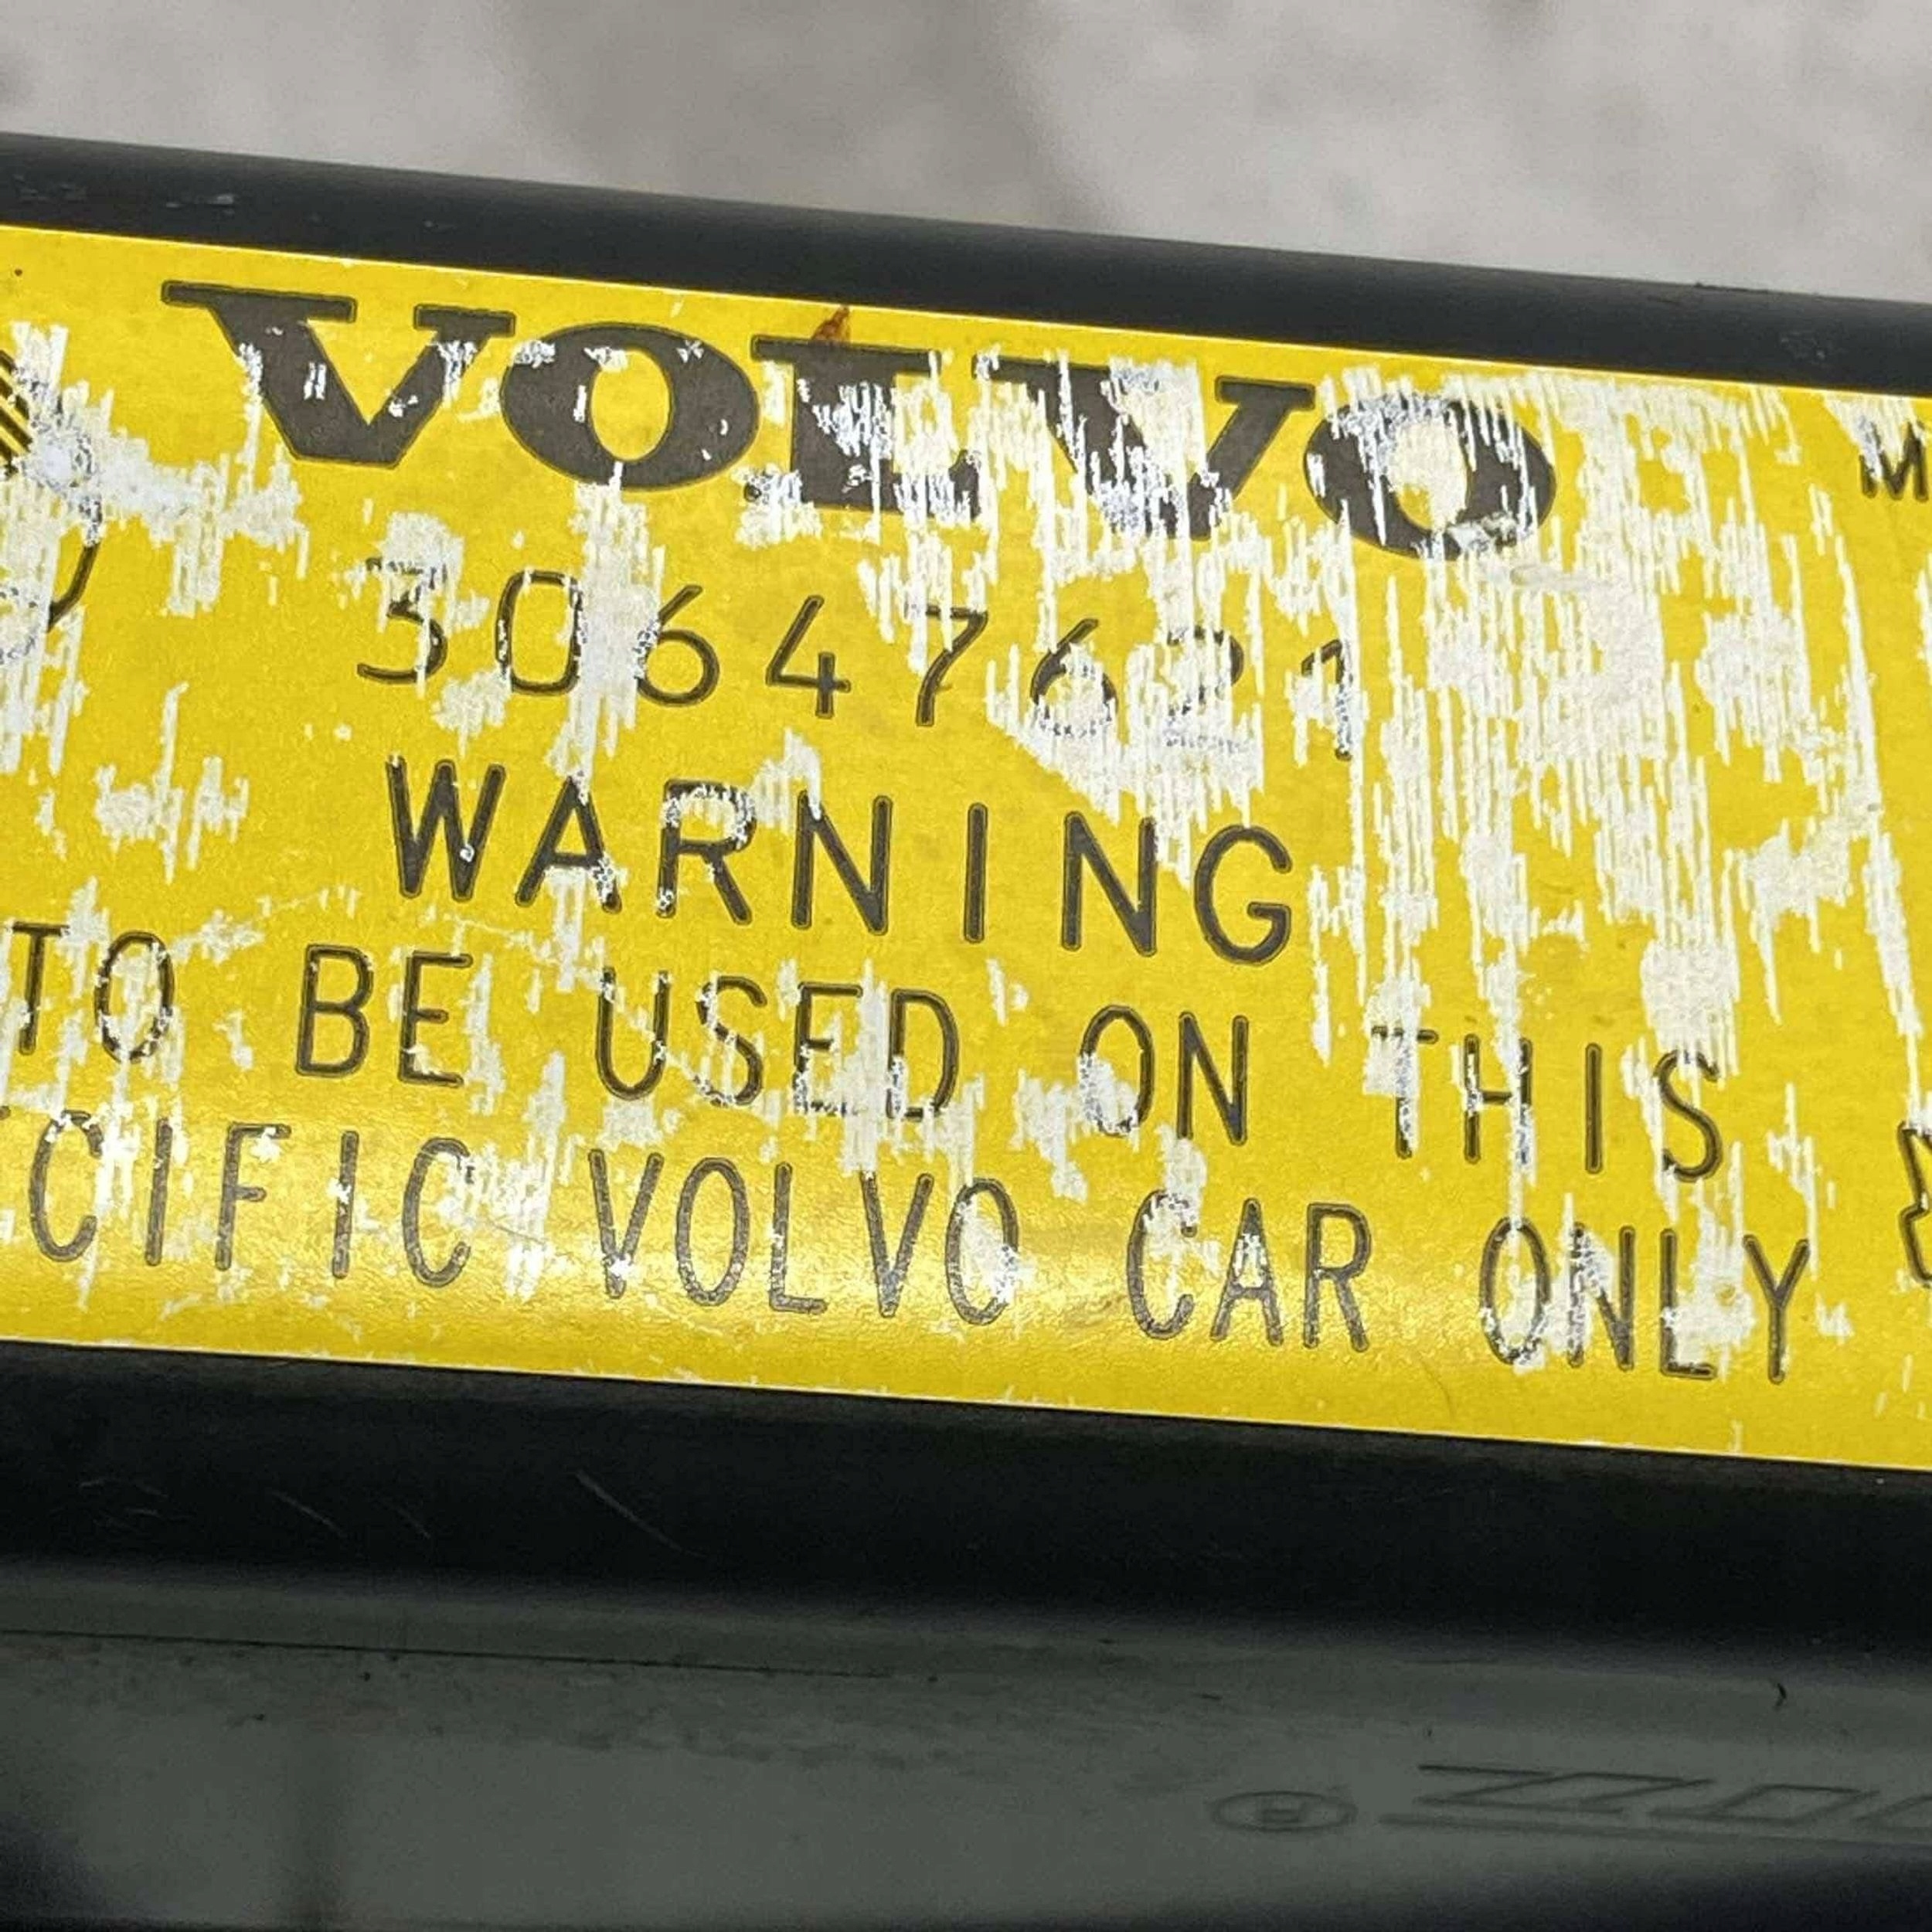 VOLVO
30647621
WARNING
TO BE USED ON THIS
CIFIC VOLVO CAR ONLY